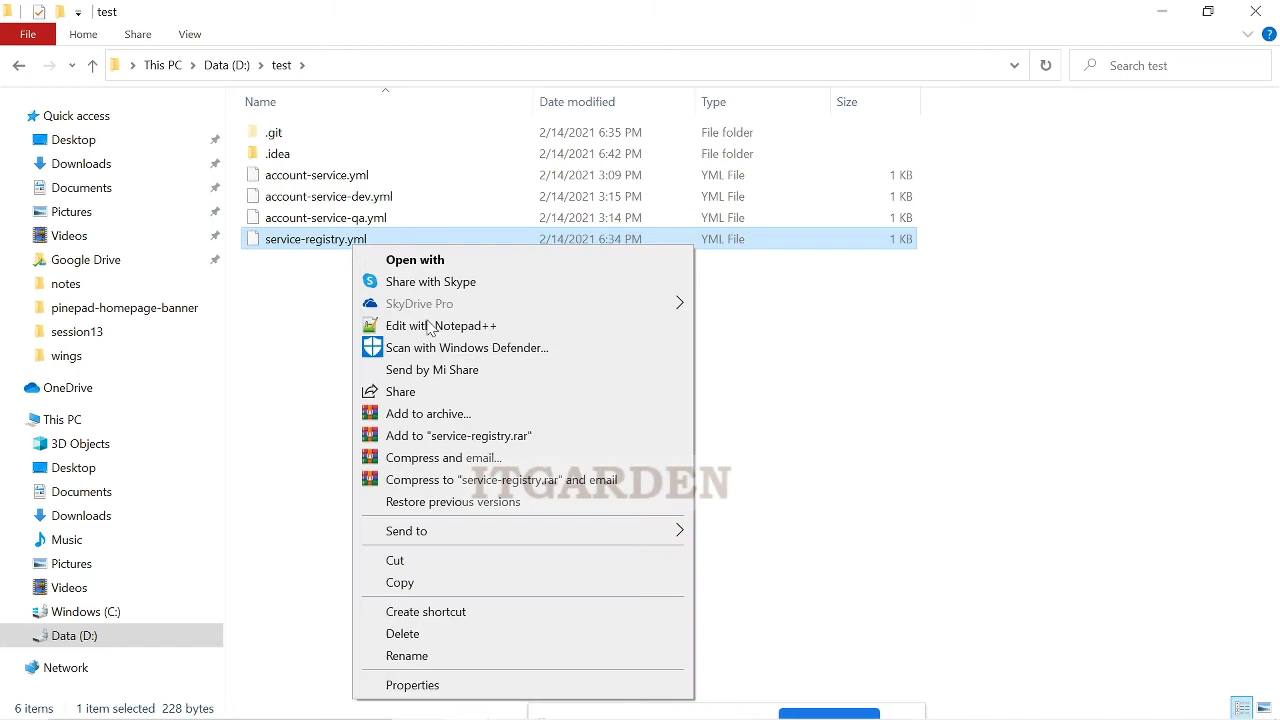 test
File Home Share View
This PC Data (D:) test Search test
Name Date modified Type Size
Quick access
Desktop
Downloads
Documents
Pictures
Videos
Google Drive
notes
pinepad-homepage-banner
session13
wings
OneDrive
This PC
3D Objects
Desktop
Documents
Downloads
Music
Pictures
Videos
Windows (C:)
Data (D:)
Network
.git 2/14/2021 6:35 PM File folder
.idea 2/14/2021 6:42 PM File folder
account-service.yml 2/14/2021 3:09 PM YML File 1 KB
account-service-dev.yml 2/14/2021 3:15 PM YML File 1 KB
account-service-qa.yml 2/14/2021 3:14 PM YML File 1 KB
service-registry.yml 2/14/2021 6:34 PM YML File 1 KB
Open with
Share with Skype
SkyDrive Pro
Edit with Notepad++
Scan with Windows Defender...
Send by Mi Share
Share
Add to archive...
Add to "service-registry.rar"
Compress and email...
Compress to "service-registry.rar" and email
Restore previous versions
Send to
Cut
Copy
Create shortcut
Delete
Rename
Properties
ITGARDEN
6 items 1 item selected 228 bytes